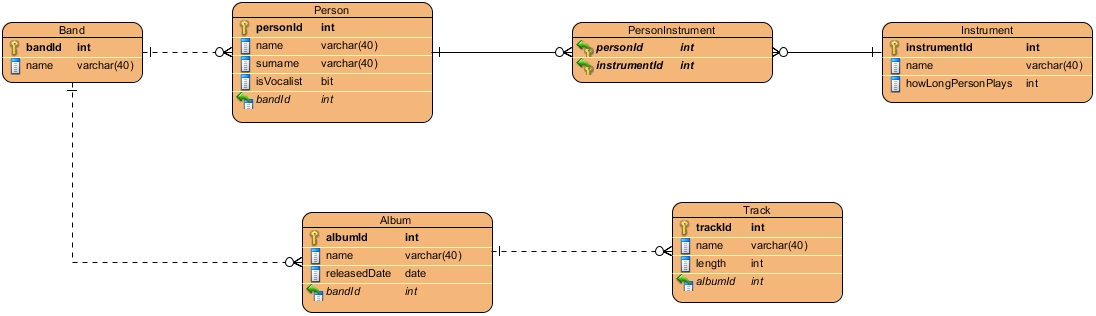 Band
bandId int
name varchar(40)
Person
personId int
name varchar(40)
surname varchar(40)
isVocalist bit
bandId int
PersonInstrument
personId int
instrumentId int
Instrument
instrumentId int
name varchar(40)
howLongPersonPlays int
Album
albumId int
name varchar(40)
releasedDate date
bandId int
Track
trackId int
name varchar(40)
length int
albumId int